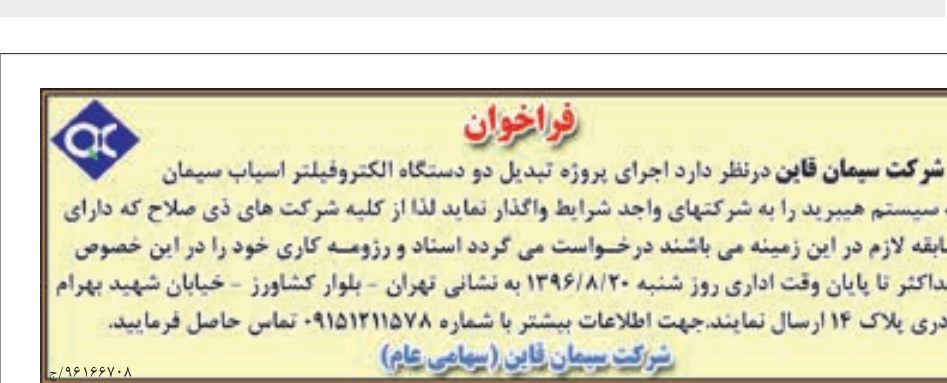 فراخوان
شرکت سیمان قاین درنظر دارد اجرای پروژه تبدیل دو دستگاه الکتروفیلتر اسیاب سیمان
سیستم هیبرید را به شرکتهای واجد شرایط واگذار نماید لذا از کلیه شرکت های ذی صلاح که دارای
ابقه لازم در این زمینه می باشند درخواست می گردد اسناد و رزومه کاری خود را در این خصوص
داکثر تا پایان وقت اداری روز شنبه ۱۳۹۶/۸/۲۰ به نشانی تهران - بلوار کشاورز - خیابان شهید بهرام
دری پلاک ۱۴ ارسال نمایند.جهت اطلاعات بیشتر با شماره ۰۹۱۵۱۲۱۱۵۷۸ تماس حاصل فرمایید.
شرکت سیمان قاین (سهامی عام)
۹۶۱۶۶۷۰۸/ج